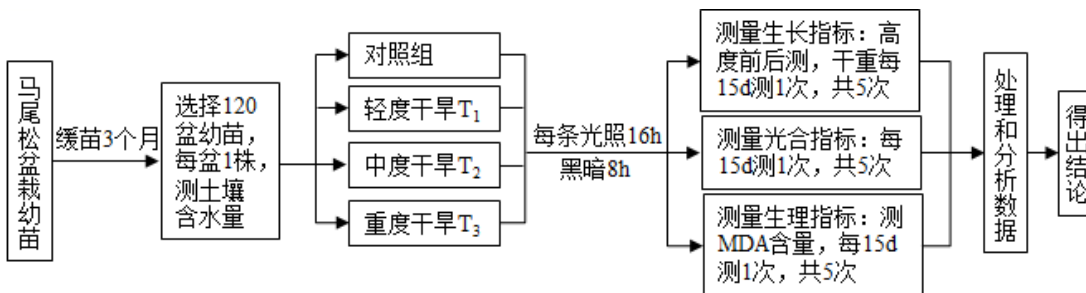 马尾松盆栽幼苗
缓苗3个月
选择120
盆幼苗，
每盆1株，
测土壤
含水量
对照组
轻度干旱T₁
中度干旱T₂
重度干旱T₃
每条光照16h
黑暗8h
测量生长指标：高
度前后测，干重每
15d测1次，共5次
测量光合指标：每
15d测1次，共5次
测量生理指标：测
MDA含量，每15d
测1次，共5次
处理和分析数据
得出结论